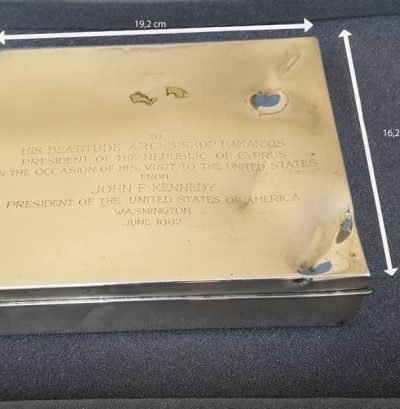 19,2 cm
16,2
TO
HIS BEATITUDE ARCHBISHOP MAKARIOS
PRESIDENT OF THE REPUBLIC OF CYPRUS
N THE OCCASION OF HIS VISIT TO THE UNITED STATES
FROM
JOHN F KENNEDY
PRESIDENT OF THE UNITED STATES OF AMERICA
WASHINGTON
JUNE 1962